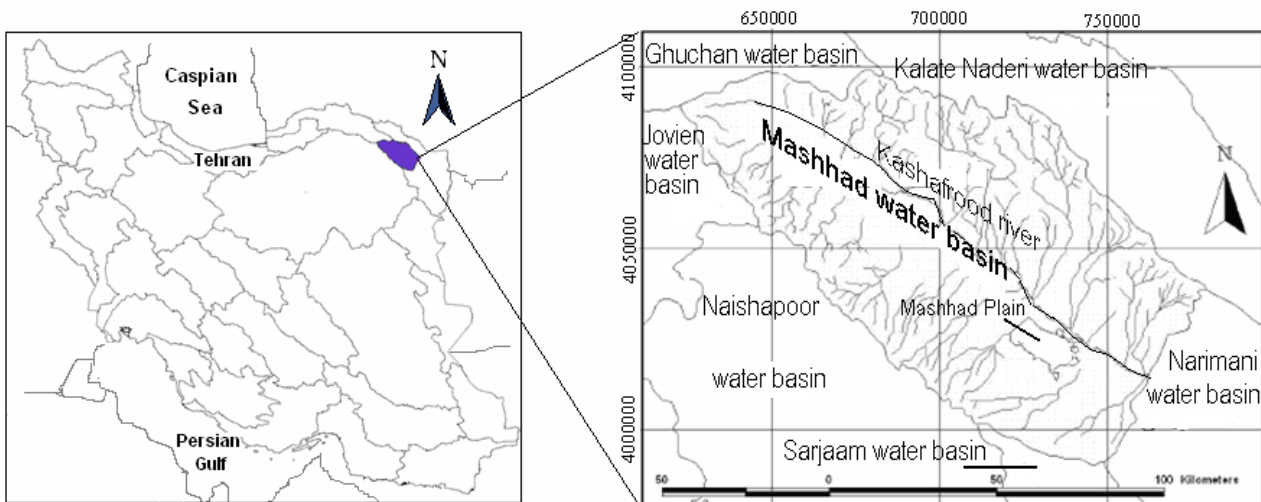 Caspian
Sea
N
Tehran
Persian
Gulf
650000 700000 750000
4100000
4050000
4000000
Ghuchan water basin
Kalate Naderi water basin
Jovien
water
basin
Mashhad water basin
Kashafrood river
N
Naishapoor
water basin
Mashhad Plain
Narimani
water basin
Sarjaam water basin
50 0 50 100 Kilometers